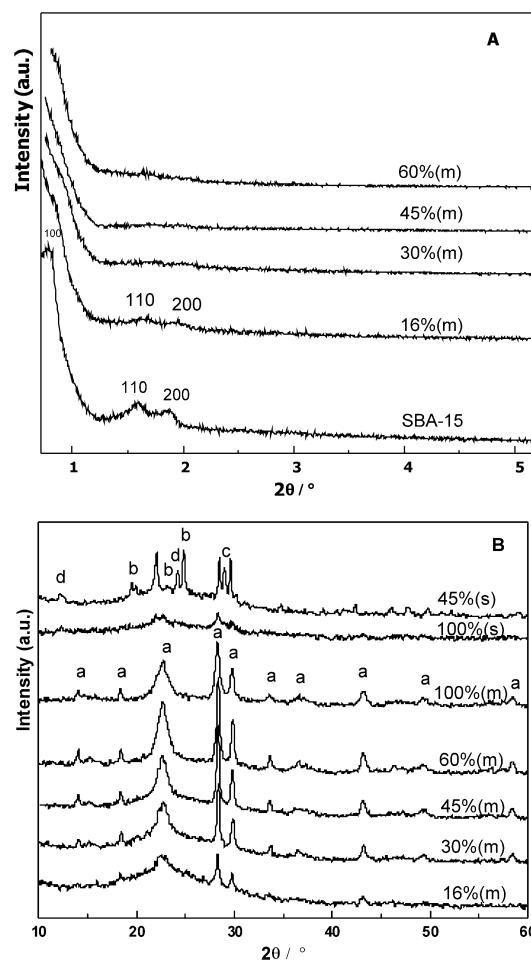 A
Intensity (a.u.)
60%(m)
45%(m)
30%(m)
100
110
200
16%(m)
110
200
SBA-15
1
2
3
4
5
2θ / °
B
Intensity (a.u.)
b
d
b
b
d
c
45%(s)
100%(s)
a
a
a
a
a
a
a
a
a
a
100%(m)
60%(m)
45%(m)
30%(m)
16%(m)
10
20
30
40
50
60
2θ / °